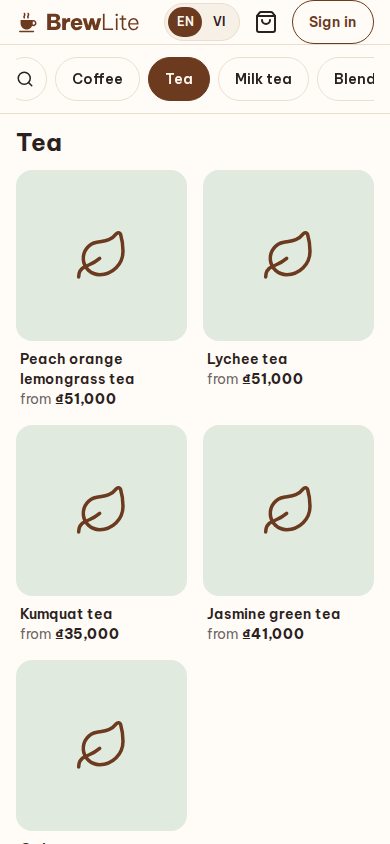 BrewLite
EN VI
Sign in
Coffee
Tea
Milk tea
Blend
Tea
Peach orange
lemongrass tea
from ₫51,000
Lychee tea
from ₫51,000
Kumquat tea
from ₫35,000
Jasmine green tea
from ₫41,000